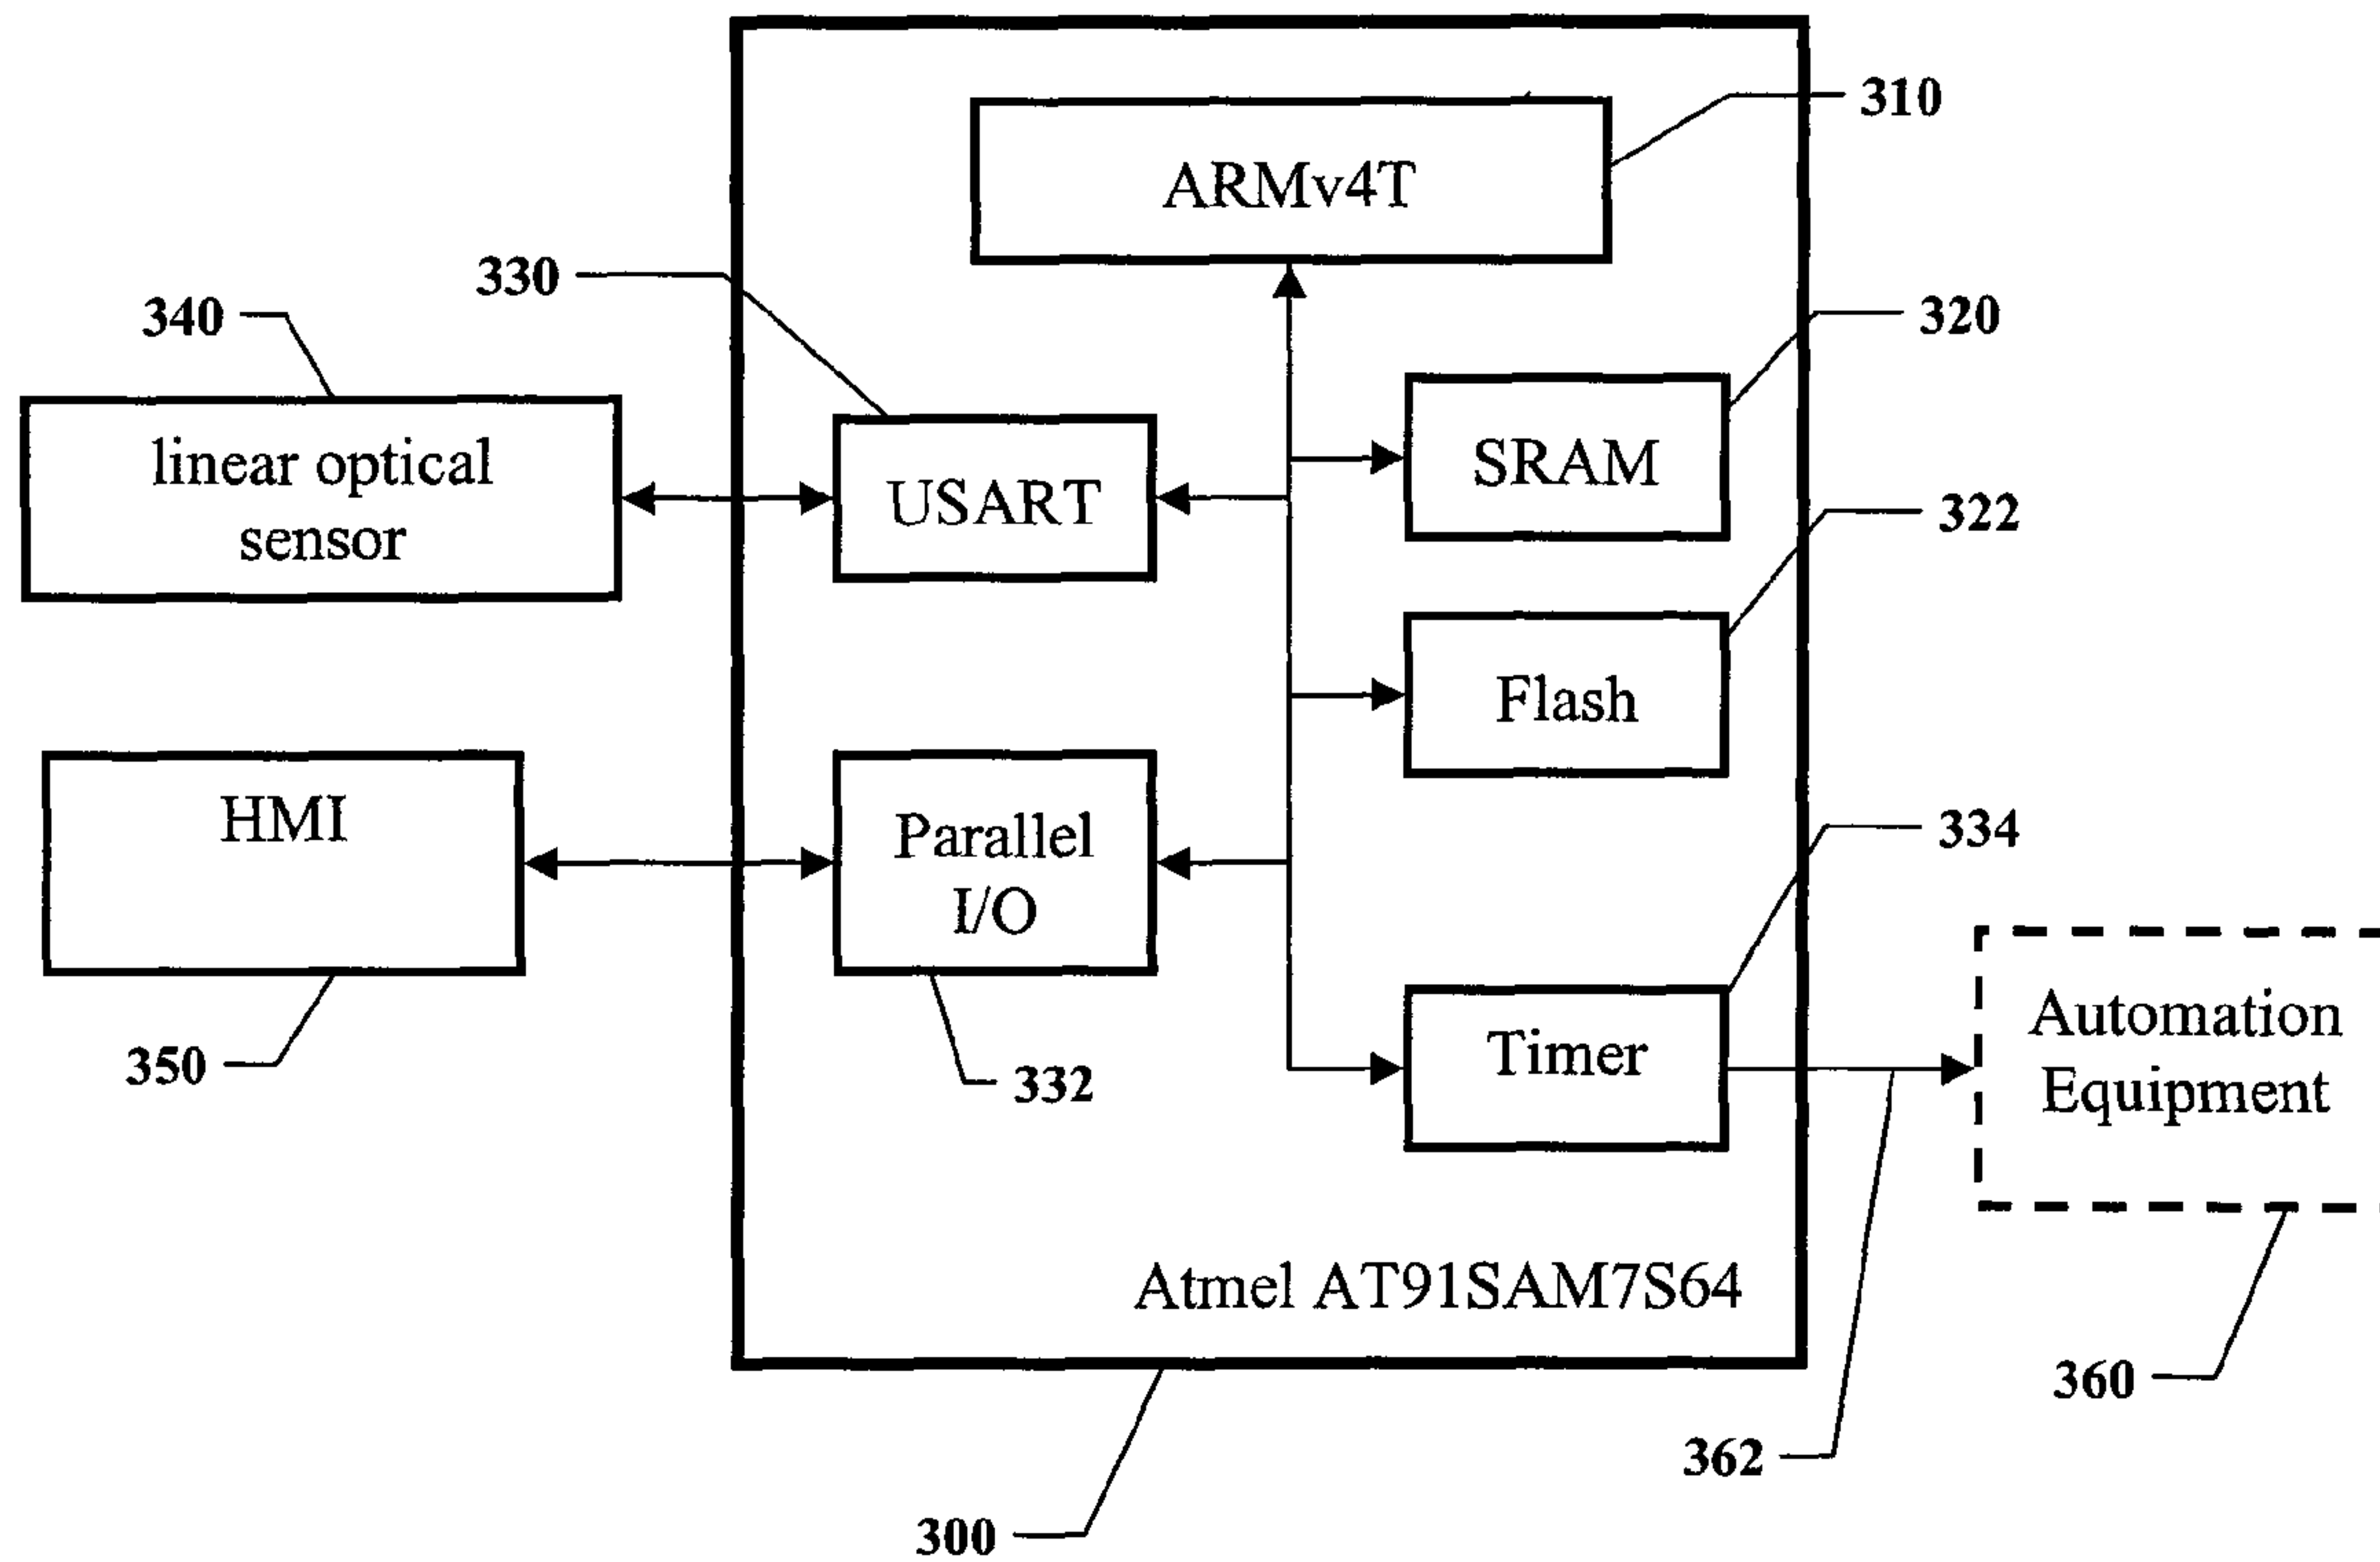 310
ARMv4T
330
340
320
linear optical
sensor
USART
SRAM
322
Flash
HMI
Parallel
I/O
334
350
332
Timer
Automation
Equipment
Atmel AT91SAM7S64
360
362
300